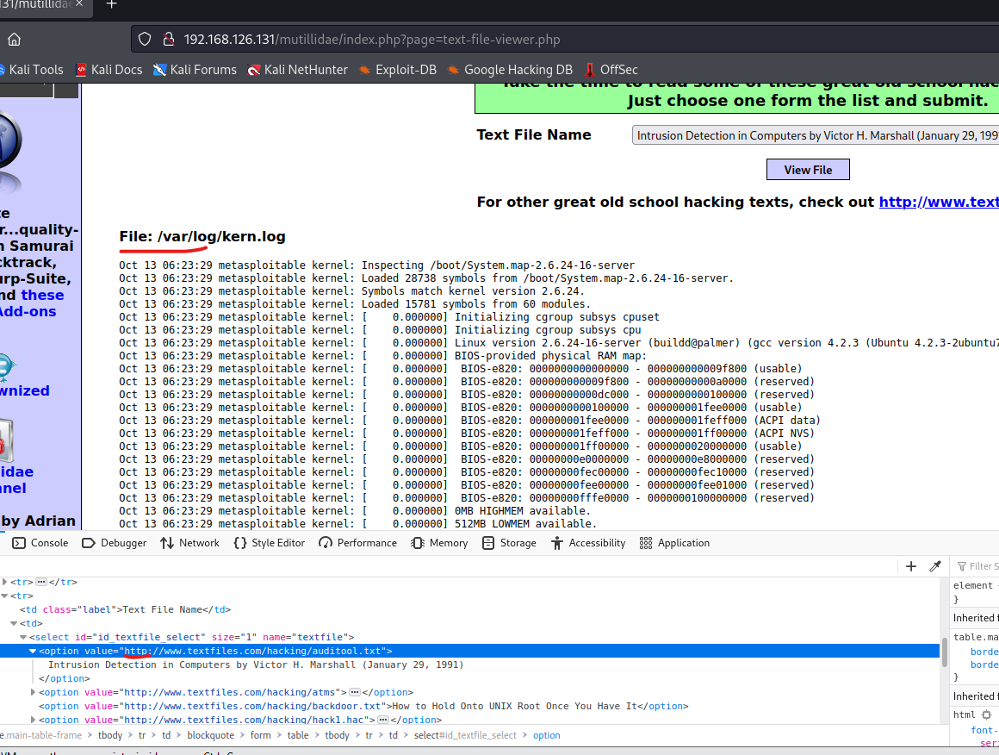 131/mutillidae
192.168.126.131/mutillidae/index.php?page=text-file-viewer.php
Kali Tools Kali Docs Kali Forums Kali NetHunter Exploit-DB Google Hacking DB OffSec
Take the time to read some of these great old school hac
Just choose one form the list and submit.
Text File Name Intrusion Detection in Computers by Victor H. Marshall (January 29, 199
View File
For other great old school hacking texts, check out http://www.text
te
r...quality-
n Samurai
cktrack,
urp-Suite,
nd these
Add-ons
wnized
idae
nnel
by Adrian
File: /var/log/kern.log
Oct 13 06:23:29 metasploitable kernel: Inspecting /boot/System.map-2.6.24-16-server
Oct 13 06:23:29 metasploitable kernel: Loaded 28738 symbols from /boot/System.map-2.6.24-16-server.
Oct 13 06:23:29 metasploitable kernel: Symbols match kernel version 2.6.24.
Oct 13 06:23:29 metasploitable kernel: Loaded 15781 symbols from 60 modules.
Oct 13 06:23:29 metasploitable kernel: [    0.000000] Initializing cgroup subsys cpuset
Oct 13 06:23:29 metasploitable kernel: [    0.000000] Initializing cgroup subsys cpu
Oct 13 06:23:29 metasploitable kernel: [    0.000000] Linux version 2.6.24-16-server (buildd@palmer) (gcc version 4.2.3 (Ubuntu 4.2.3-2ubuntu7
Oct 13 06:23:29 metasploitable kernel: [    0.000000] BIOS-provided physical RAM map:
Oct 13 06:23:29 metasploitable kernel: [    0.000000]  BIOS-e820: 0000000000000000 - 000000000009f800 (usable)
Oct 13 06:23:29 metasploitable kernel: [    0.000000]  BIOS-e820: 000000000009f800 - 00000000000a0000 (reserved)
Oct 13 06:23:29 metasploitable kernel: [    0.000000]  BIOS-e820: 00000000000dc000 - 0000000000100000 (reserved)
Oct 13 06:23:29 metasploitable kernel: [    0.000000]  BIOS-e820: 0000000000100000 - 000000001fee0000 (usable)
Oct 13 06:23:29 metasploitable kernel: [    0.000000]  BIOS-e820: 000000001fee0000 - 000000001feff000 (ACPI data)
Oct 13 06:23:29 metasploitable kernel: [    0.000000]  BIOS-e820: 000000001feff000 - 000000001ff00000 (ACPI NVS)
Oct 13 06:23:29 metasploitable kernel: [    0.000000]  BIOS-e820: 000000001ff00000 - 0000000020000000 (usable)
Oct 13 06:23:29 metasploitable kernel: [    0.000000]  BIOS-e820: 00000000e0000000 - 00000000e8000000 (reserved)
Oct 13 06:23:29 metasploitable kernel: [    0.000000]  BIOS-e820: 00000000fec00000 - 00000000fec10000 (reserved)
Oct 13 06:23:29 metasploitable kernel: [    0.000000]  BIOS-e820: 00000000fee00000 - 00000000fee01000 (reserved)
Oct 13 06:23:29 metasploitable kernel: [    0.000000]  BIOS-e820: 00000000fffe0000 - 0000000100000000 (reserved)
Oct 13 06:23:29 metasploitable kernel: [    0.000000] 0MB HIGHMEM available.
Oct 13 06:23:29 metasploitable kernel: [    0.000000] 512MB LOWMEM available.
Console Debugger Network Style Editor Performance Memory Storage Accessibility Application
Filter S
<tr> </tr>
<tr>
<td class="label">Text File Name</td>
<td>
<select id="id_textfile_select" size="1" name="textfile">
<option value="http://www.textfiles.com/hacking/auditool.txt">
Intrusion Detection in Computers by Victor H. Marshall (January 29, 1991)
</option>
<option value="http://www.textfiles.com/hacking/atms"> </option>
<option value="http://www.textfiles.com/hacking/backdoor.txt">How to Hold Onto UNIX Root Once You Have It</option>
<option value="http://www.textfiles.com/hacking/hack1.hac"> </option>
element
}
Inherited f
table.ma
borde
borde
}
Inherited f
html
font-
e.main-table-frame > tbody > tr > td > blockquote > form > table > tbody > tr > td > select#id_textfile_select > option